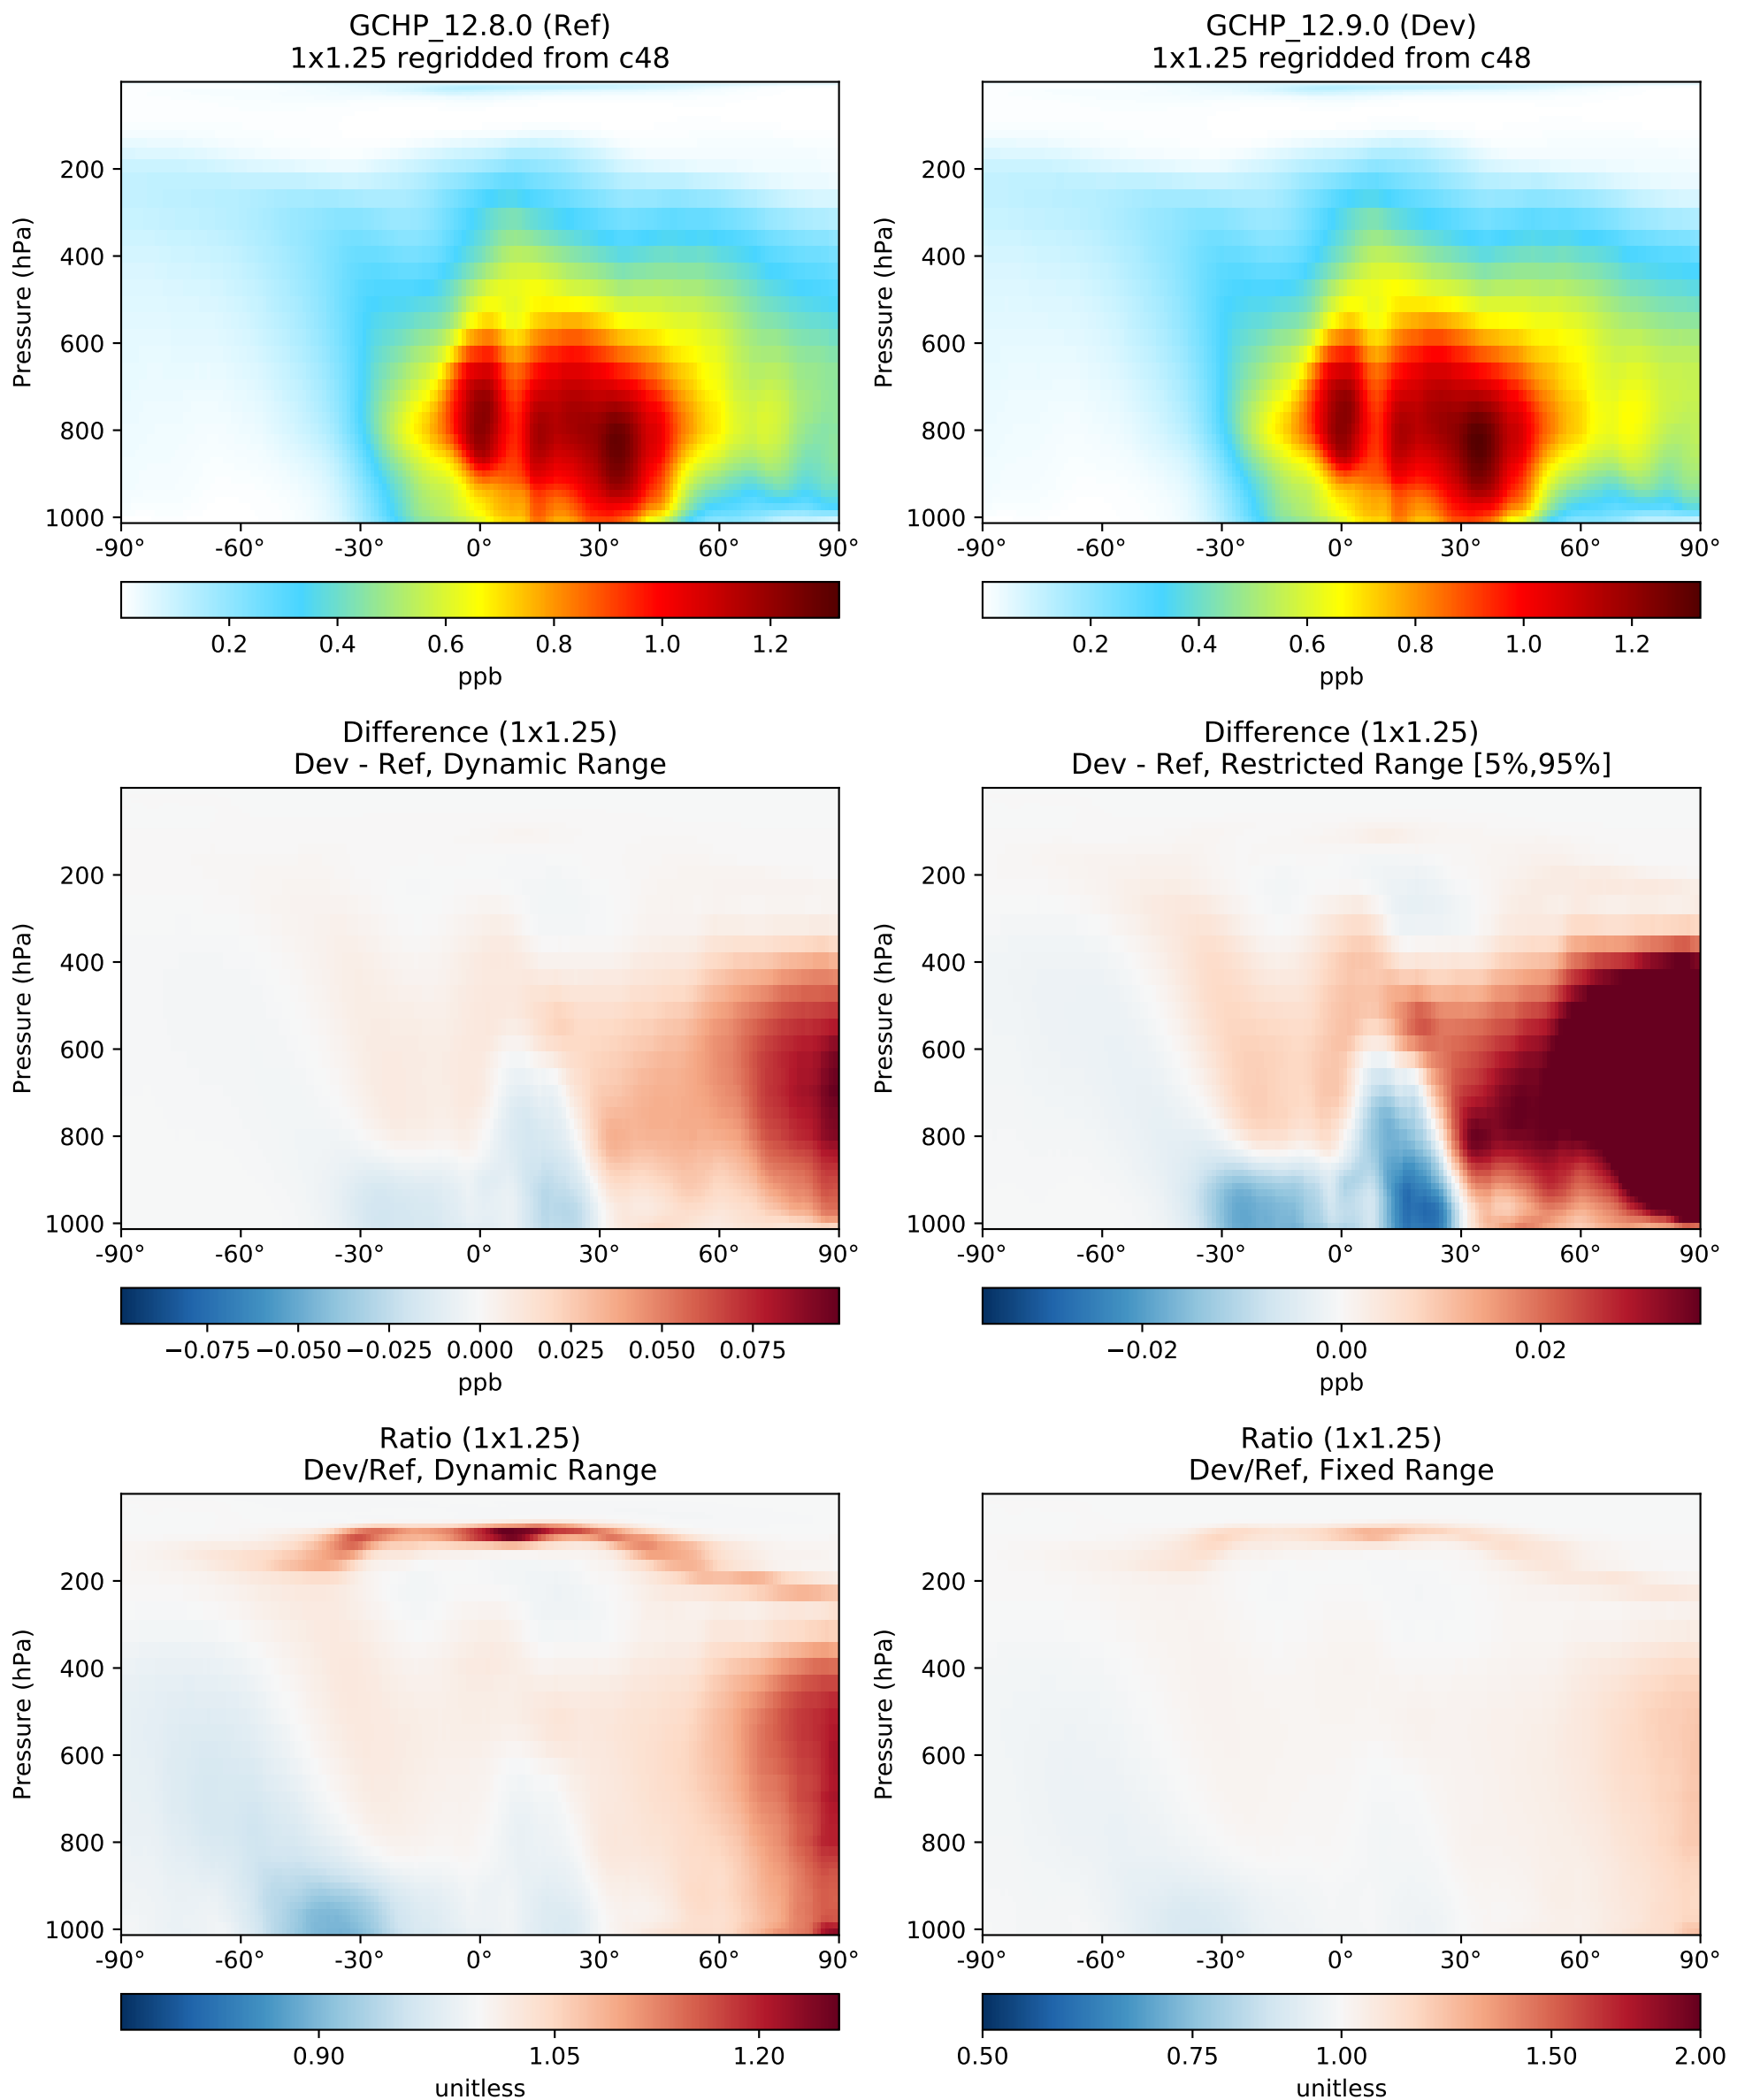 GCHP_12.8.0 (Ref)
1x1.25 regridded from c48
Pressure (hPa)
200
400
600
800
1000
-90° -60° -30° 0° 30° 60° 90°
0.2 0.4 0.6 0.8 1.0 1.2
ppb
GCHP_12.9.0 (Dev)
1x1.25 regridded from c48
Pressure (hPa)
200
400
600
800
1000
-90° -60° -30° 0° 30° 60° 90°
0.2 0.4 0.6 0.8 1.0 1.2
ppb
Difference (1x1.25)
Dev - Ref, Dynamic Range
Pressure (hPa)
200
400
600
800
1000
-90° -60° -30° 0° 30° 60° 90°
−0.075 −0.050 −0.025 0.000 0.025 0.050 0.075
ppb
Difference (1x1.25)
Dev - Ref, Restricted Range [5%,95%]
Pressure (hPa)
200
400
600
800
1000
-90° -60° -30° 0° 30° 60° 90°
−0.02 0.00 0.02
ppb
Ratio (1x1.25)
Dev/Ref, Dynamic Range
Pressure (hPa)
200
400
600
800
1000
-90° -60° -30° 0° 30° 60° 90°
0.90 1.05 1.20
unitless
Ratio (1x1.25)
Dev/Ref, Fixed Range
Pressure (hPa)
200
400
600
800
1000
-90° -60° -30° 0° 30° 60° 90°
0.50 0.75 1.00 1.50 2.00
unitless